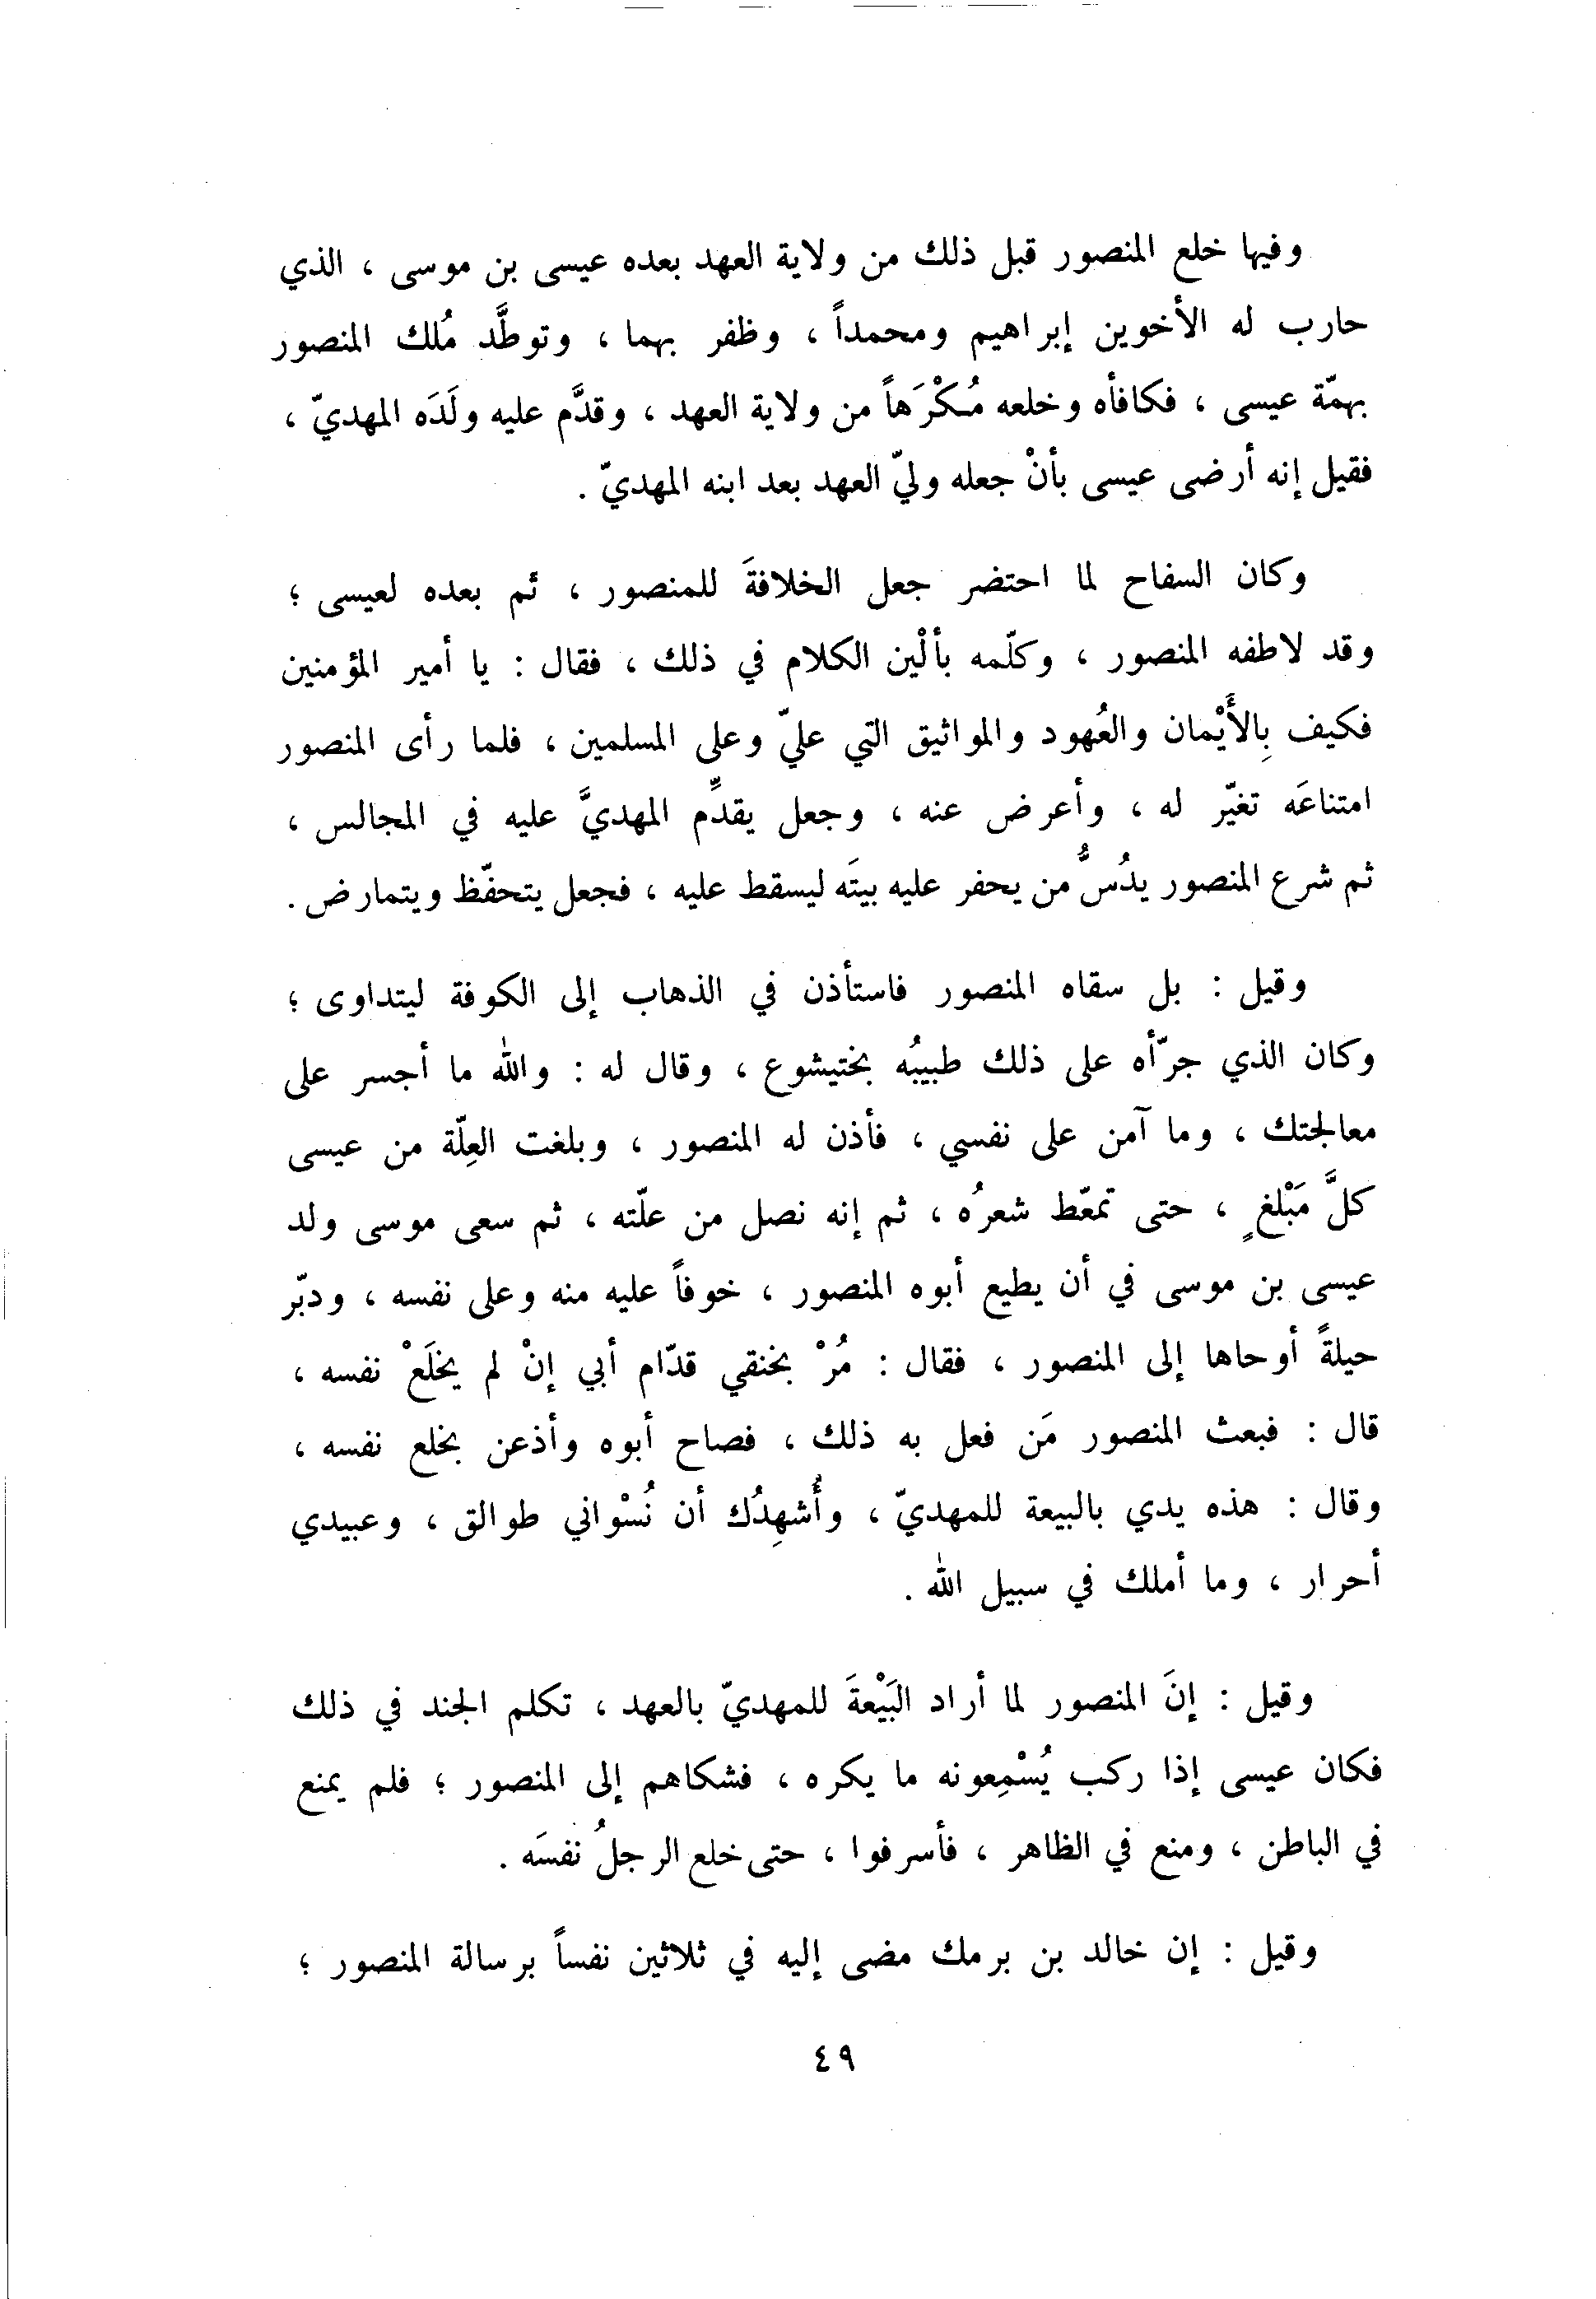 وفيها خلع المنصور قبل ذلك من ولاية العهد بعده عيسى بن موسى ، الذي
حارب له الأخوين إبراهيم ومحمداً ، وظفر بهما ، وتوطَّد مُلك المنصور
بهمّة عيسى ، فكافأه وخلعه مُكْرَهاً من ولاية العهد ، وقدَّم عليه ولَدَه المهديّ ،
فقيل إنه أرضى عيسى بأنْ جعله وليّ العهد بعد ابنه المهديّ .
وكان السفاح لما احتضر جعل الخلافةَ للمنصور ، ثم بعده لعيسى ؛
وقد لاطفه المنصور ، وكلّمه بألْين الكلام في ذلك ، فقال : يا أمير المؤمنين
فكيف بِالأَيْمان والعُهود والمواثيق التي عليّ وعلى المسلمين ، فلما رأى المنصور
امتناعَه تغيّر له ، وأعرض عنه ، وجعل يقدِّم المهديَّ عليه في المجالس ،
ثم شرع المنصور يدُسُّ من يحفر عليه بيتَه ليسقط عليه ، فجعل يتحفّظ ويتمارض .
وقيل : بل سقاه المنصور فاستأذن في الذهاب إلى الكوفة ليتداوى ؛
وكان الذي جرّأه على ذلك طبيبُه بختيشوع ، وقال له : والله ما أجسر على
معالجتك ، وما آمن على نفسي ، فأذن له المنصور ، وبلغت العِلّة من عيسى
كلَّ مَبْلغٍ ، حتى تمعّط شعرُه ، ثم إنه نصل من علّته ، ثم سعى موسى ولد
عيسى بن موسى في أن يطيع أبوه المنصور ، خوفاً عليه منه وعلى نفسه ، ودبّر
حيلةً أوحاها إلى المنصور ، فقال : مُرْ بخنقي قدّام أبي إنْ لم يخلَعْ نفسه ،
قال : فبعث المنصور مَن فعل به ذلك ، فصاح أبوه وأذعن بخلع نفسه ،
وقال : هذه يدي بالبيعة للمهديّ ، وأُشهِدُك أن نُسْواني طوالق ، وعبيدي
أحرار ، وما أملك في سبيل الله .
وقيل : إنَ المنصور لما أراد البَيْعةَ للمهديّ بالعهد ، تكلم الجند في ذلك
فكان عيسى إذا ركب يُسْمِعونه ما يكره ، فشكاهم إلى المنصور ؛ فلم يمنع
في الباطن ، ومنع في الظاهر ، فأسرفوا ، حتى خلع الرجلُ نفسَه .
وقيل : إن خالد بن برمك مضى إليه في ثلاثين نفساً برسالة المنصور ؛
٤٩